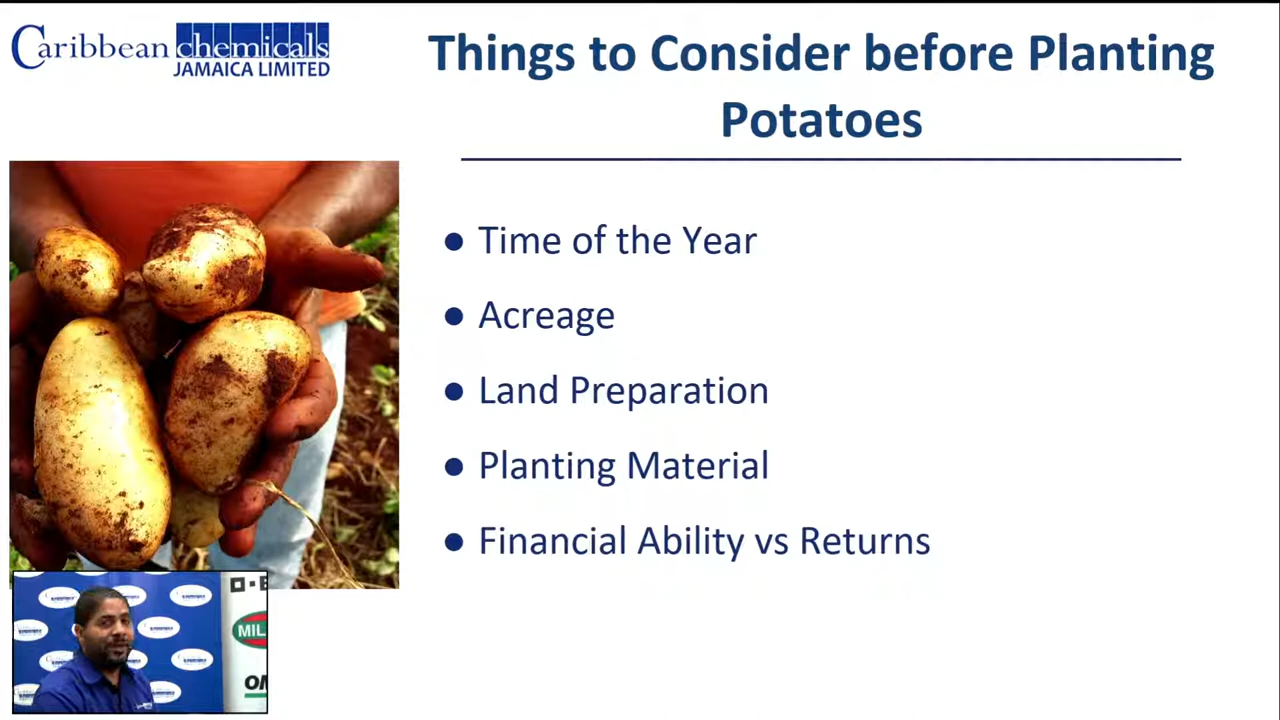 Caribbean chemicals
JAMAICA LIMITED
Things to Consider before Planting
Potatoes
● Time of the Year
● Acreage
● Land Preparation
● Planting Material
● Financial Ability vs Returns
MIL